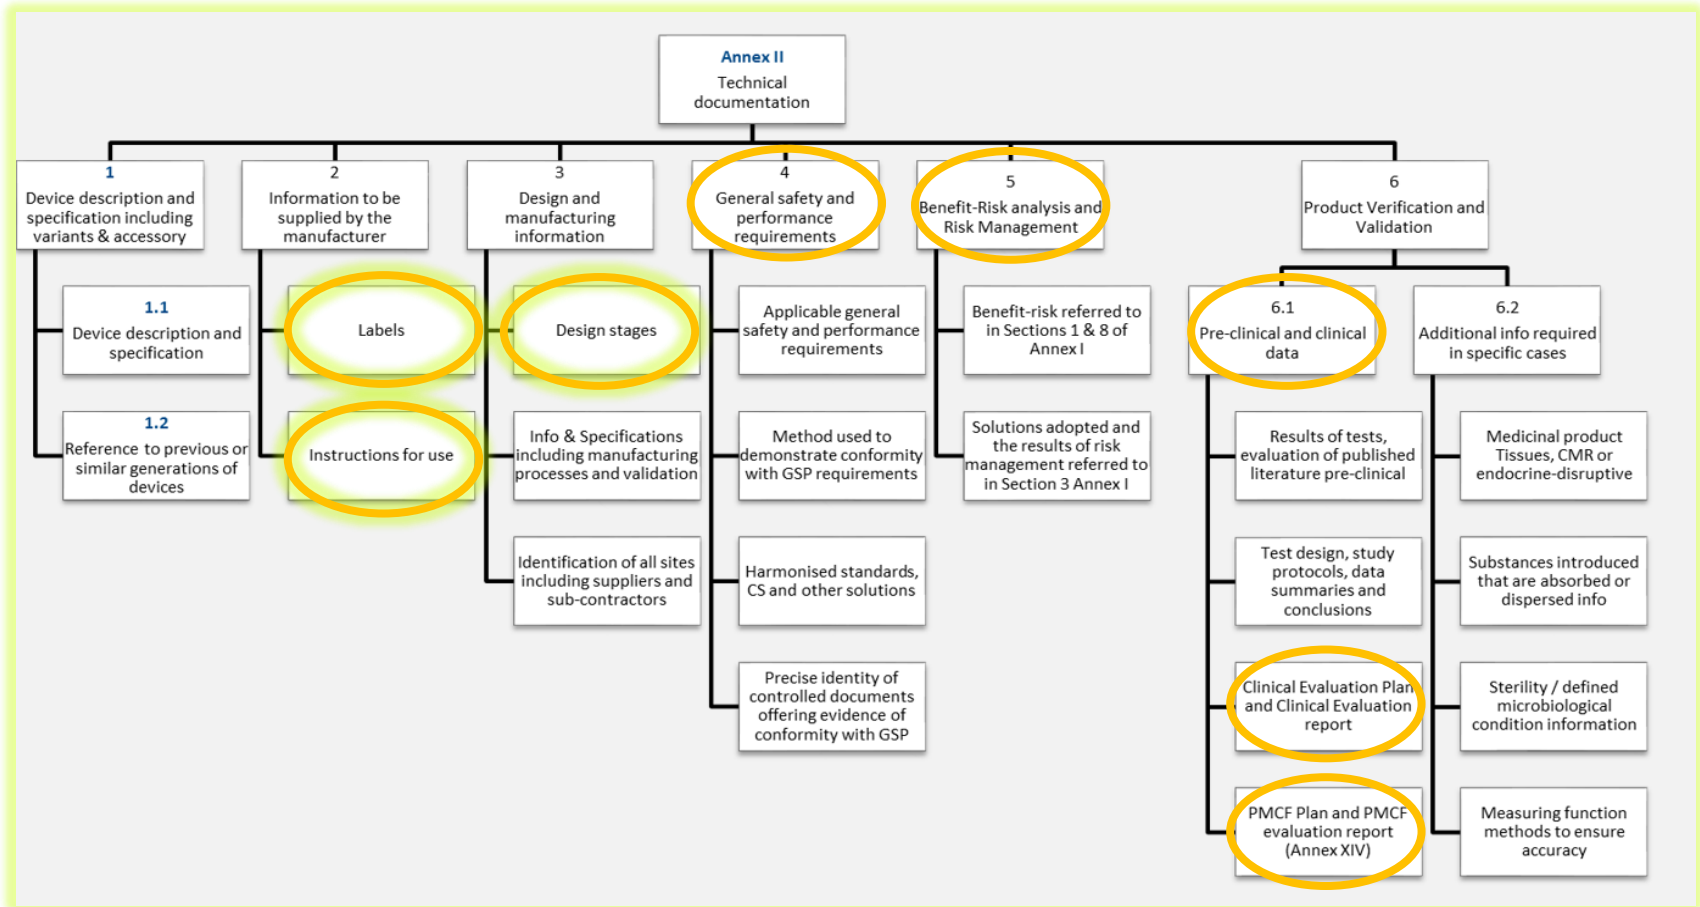 Annex II
Technical
documentation
1
Device description and
specification including
variants & accessory
2
Information to be
supplied by the
manufacturer
3
Design and
manufacturing
information
4
General safety and
performance
requirements
5
Benefit-Risk analysis and
Risk Management
6
Product Verification and
Validation
1.1
Device description and
specification
1.2
Reference to previous or
similar generations of
devices
Labels
Instructions for use
Design stages
Info & Specifications
including manufacturing
processes and validation
Identification of all sites
including suppliers and
sub-contractors
Applicable general
safety and performance
requirements
Method used to
demonstrate conformity
with GSP requirements
Harmonised standards,
CS and other solutions
Precise identity of
controlled documents
offering evidence of
conformity with GSP
Benefit-risk referred to
in Sections 1 & 8 of
Annex I
Solutions adopted and
the results of risk
management referred to
in Section 3 Annex I
6.1
Pre-clinical and clinical
data
Results of tests,
evaluation of published
literature pre-clinical
Test design, study
protocols, data
summaries and
conclusions
Clinical Evaluation Plan
and Clinical Evaluation
report
PMCF Plan and PMCF
evaluation report
(Annex XIV)
6.2
Additional info required
in specific cases
Medicinal product
Tissues, CMR or
endocrine-disruptive
Substances introduced
that are absorbed or
dispersed info
Sterility / defined
microbiological
condition information
Measuring function
methods to ensure
accuracy